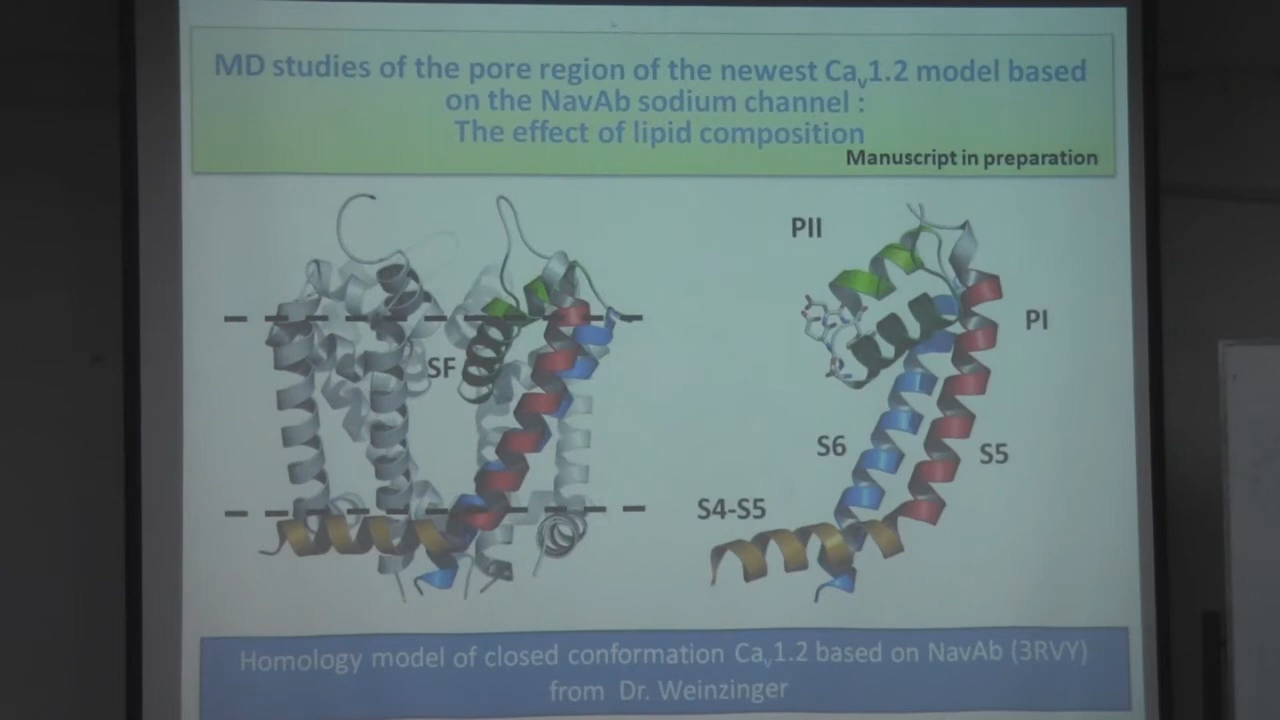 MD studies of the pore region of the newest Cav1.2 model based
on the NavAb sodium channel :
The effect of lipid composition
Manuscript in preparation
PII
PI
SF
S6
S5
S4-S5
Homology model of closed conformation Cav1.2 based on NavAb (3RVY)
from Dr. Weinzinger